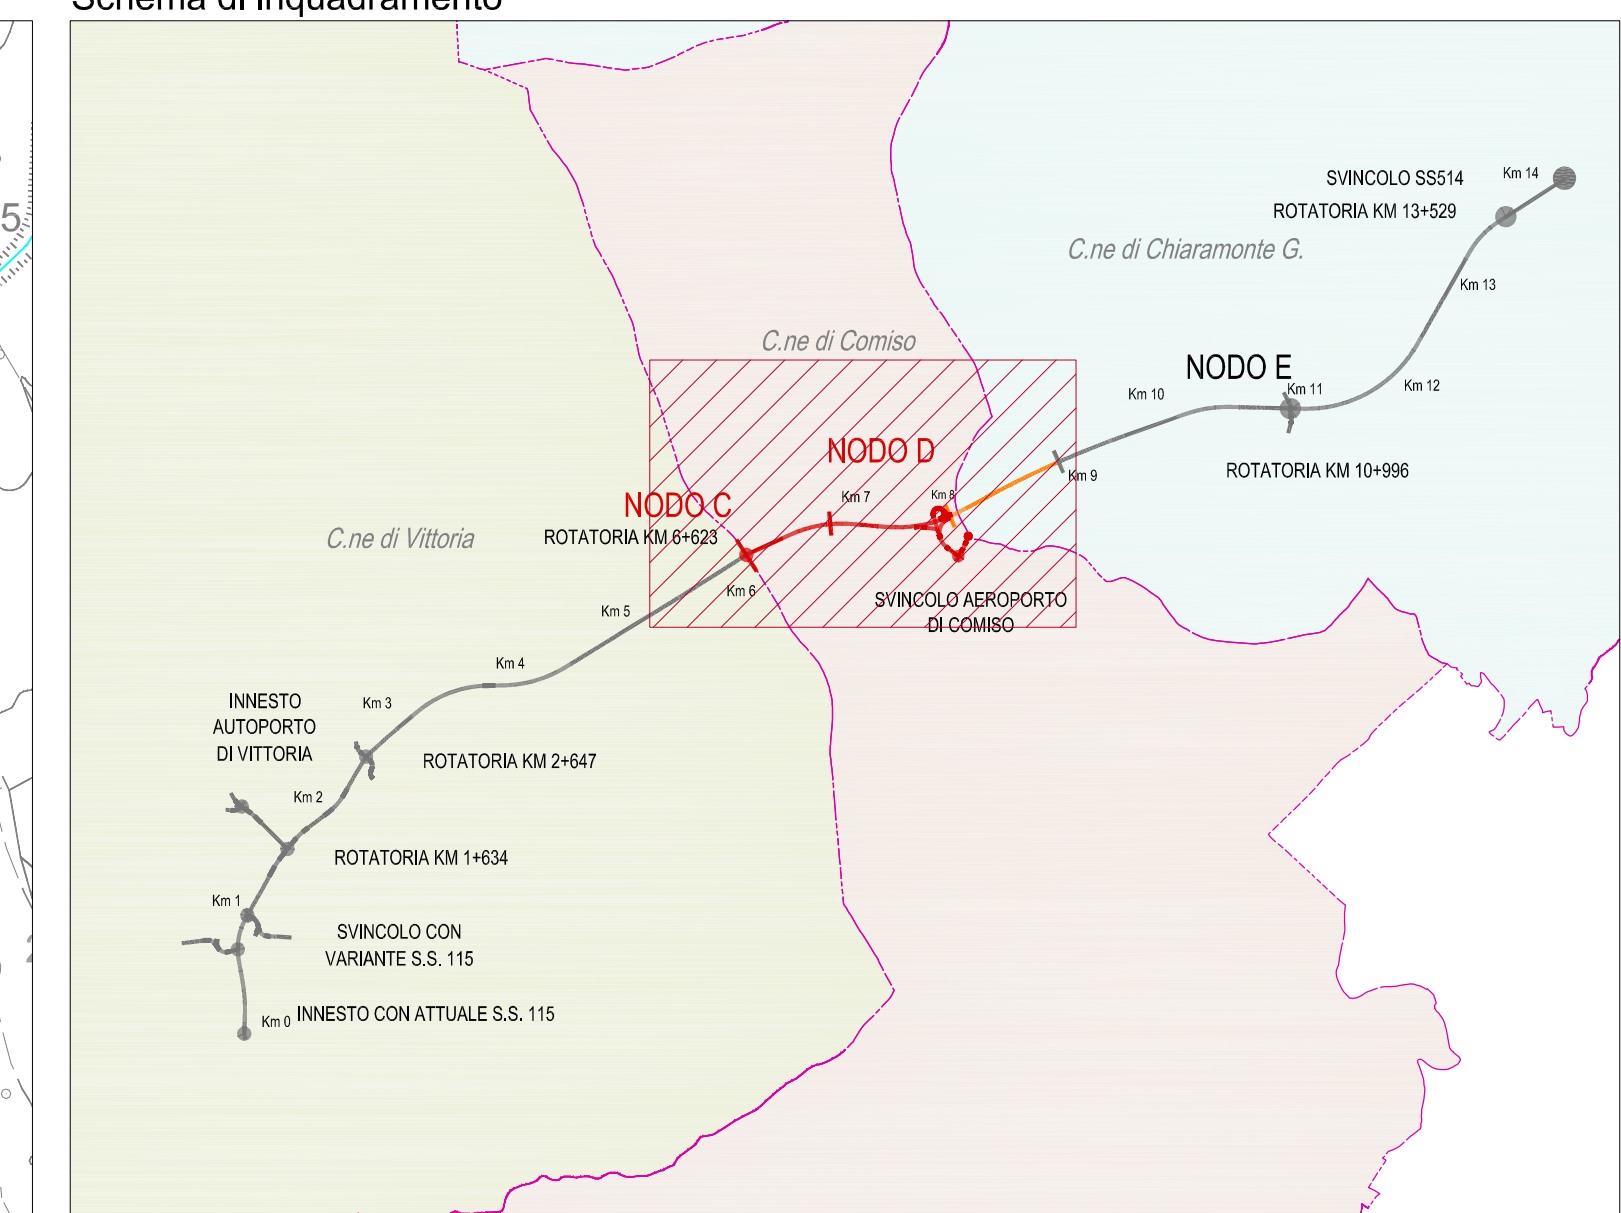 Schema di Inquadramento
5
SVINCOLO SS514
Km 14
ROTATORIA KM 13+529
C.ne di Chiaramonte G.
Km 13
C.ne di Comiso
NODO E
Km 11
Km 12
Km 10
NODO D
ROTATORIA KM 10+996
Km 9
Km 8
Km 7
NODO C
ROTATORIA KM 6+623
C.ne di Vittoria
Km 6
SVINCOLO AEROPORTO
DI COMISO
Km 5
Km 4
INNESTO
AUTOPORTO
DI VITTORIA
Km 3
ROTATORIA KM 2+647
Km 2
ROTATORIA KM 1+634
Km 1
SVINCOLO CON
VARIANTE S.S. 115
Km 0
INNESTO CON ATTUALE S.S. 115